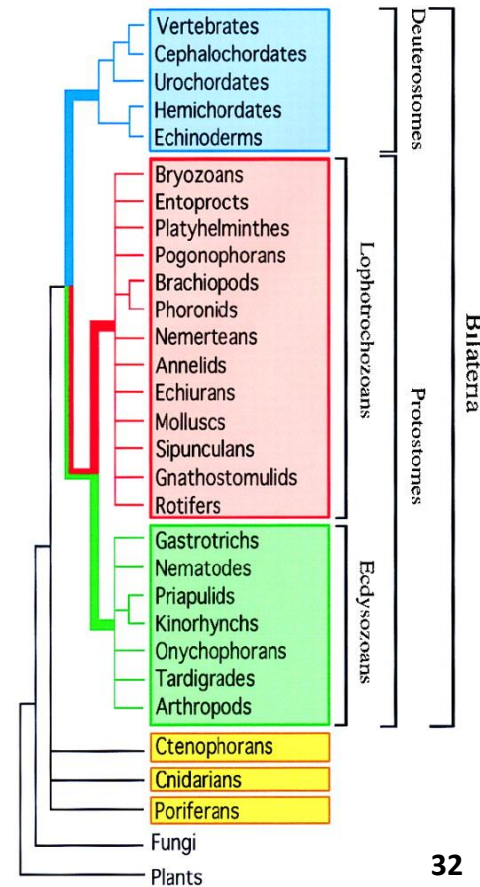 Vertebrates
Cephalochordates
Urochordates
Hemichordates
Echinoderms
Deuterostomes
Bryozoans
Entoprocts
Platyhelminthes
Pogonophorans
Brachiopods
Phoronids
Nemerteans
Annelids
Echiurans
Molluscs
Sipunculans
Gnathostomulids
Rotifers
Lophotrochozoans
Gastrotrichs
Nematodes
Priapulids
Kinorhynchs
Onychophorans
Tardigrades
Arthropods
Ecdysozoans
Protostomes
Bilateria
Ctenophorans
Cnidarians
Poriferans
Fungi
Plants
32